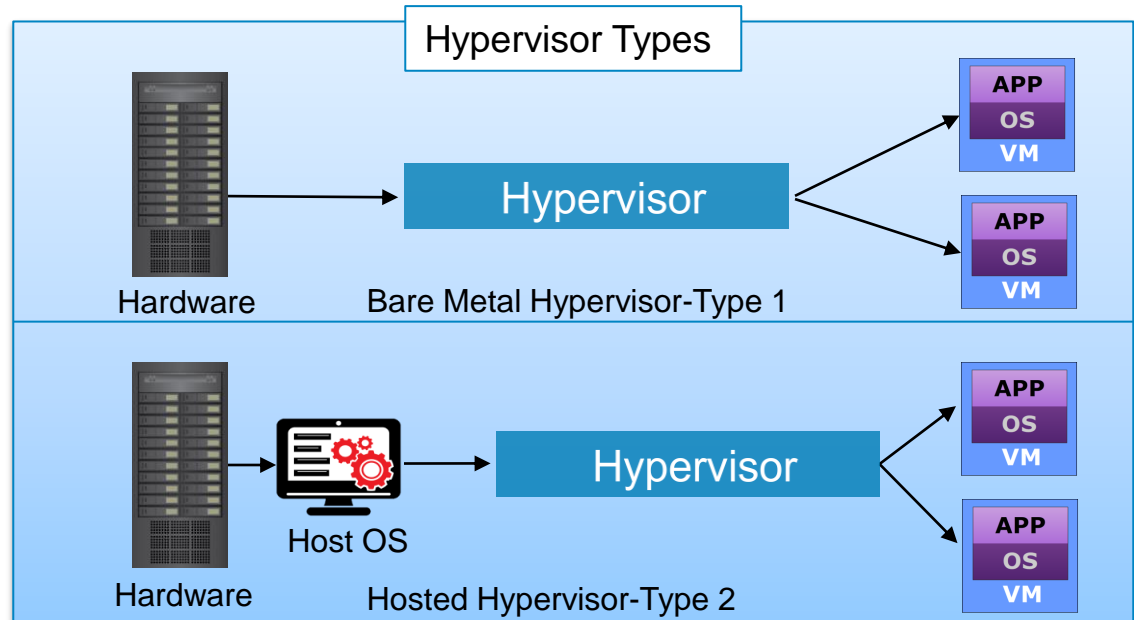 Hypervisor Types
APP
OS
VM
Hypervisor
APP
OS
VM
Hardware
Bare Metal Hypervisor-Type 1
APP
OS
VM
Hypervisor
Host OS
APP
OS
VM
Hardware
Hosted Hypervisor-Type 2